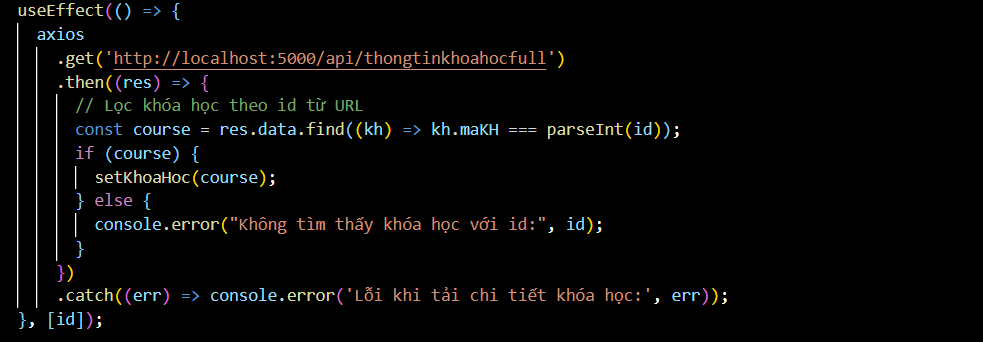 useEffect(() => {
axios
.get('http://localhost:5000/api/thongtinkhoahocfull')
.then((res) => {
// Lọc khóa học theo id từ URL
const course = res.data.find((kh) => kh.maKH === parseInt(id));
if (course) {
setKhoaHoc(course);
} else {
console.error("Không tìm thấy khóa học với id:", id);
}
})
.catch((err) => console.error('Lỗi khi tải chi tiết khóa học:', err));
}, [id]);